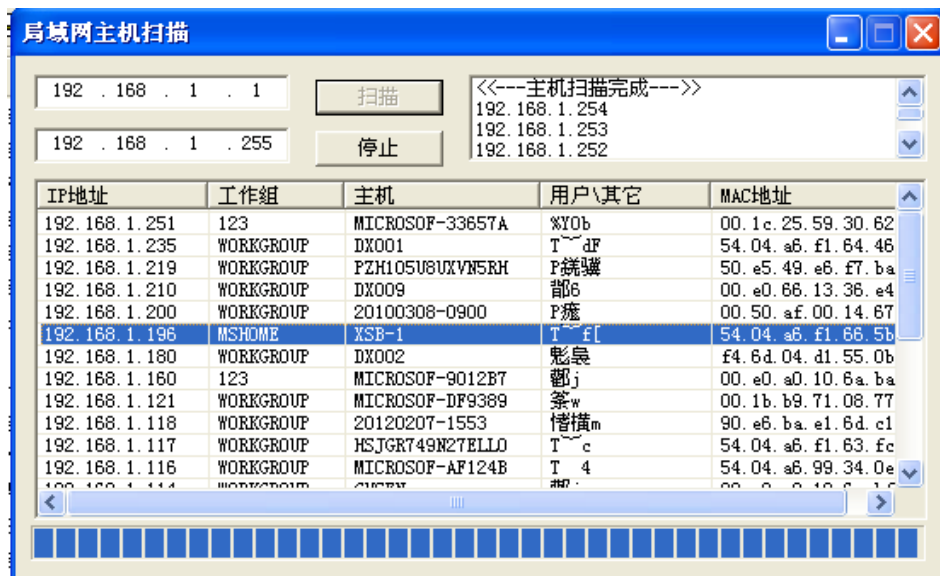 局域网主机扫描
192 . 168 . 1 . 1
扫描
192 . 168 . 1 . 255
停止
<<---主机扫描完成--->>
192.168.1.254
192.168.1.253
192.168.1.252
IP地址 工作组 主机 用户\其它 MAC地址
192.168.1.251 123 MICROSOF-33657A %YOb 00.1c.25.59.30.62
192.168.1.235 WORKGROUP DX001 54.04.a6.f1.64.46
192.168.1.219 WORKGROUP PZH105U8UXVN5RH 50.e5.49.e6.f7.ba
192.168.1.210 WORKGROUP DX009 00.e0.66.13.36.e4
192.168.1.200 WORKGROUP 20100308-0900 00.50.af.00.14.67
192.168.1.196 MSHOME XSB-1 54.04.a6.f1.66.5b
192.168.1.180 WORKGROUP DX002 f4.6d.04.d1.55.0b
192.168.1.160 123 MICROSOF-9012B7 00.e0.a0.10.6a.ba
192.168.1.121 WORKGROUP MICROSOF-DF9389 00.1b.b9.71.08.77
192.168.1.118 WORKGROUP 20120207-1553 90.e6.ba.e1.6d.c1
192.168.1.117 WORKGROUP HSJGRT49N27ELLO 54.04.a6.f1.63.fc
192.168.1.116 WORKGROUP MICROSOF-AF124B T 4 54.04.a6.99.34.0e